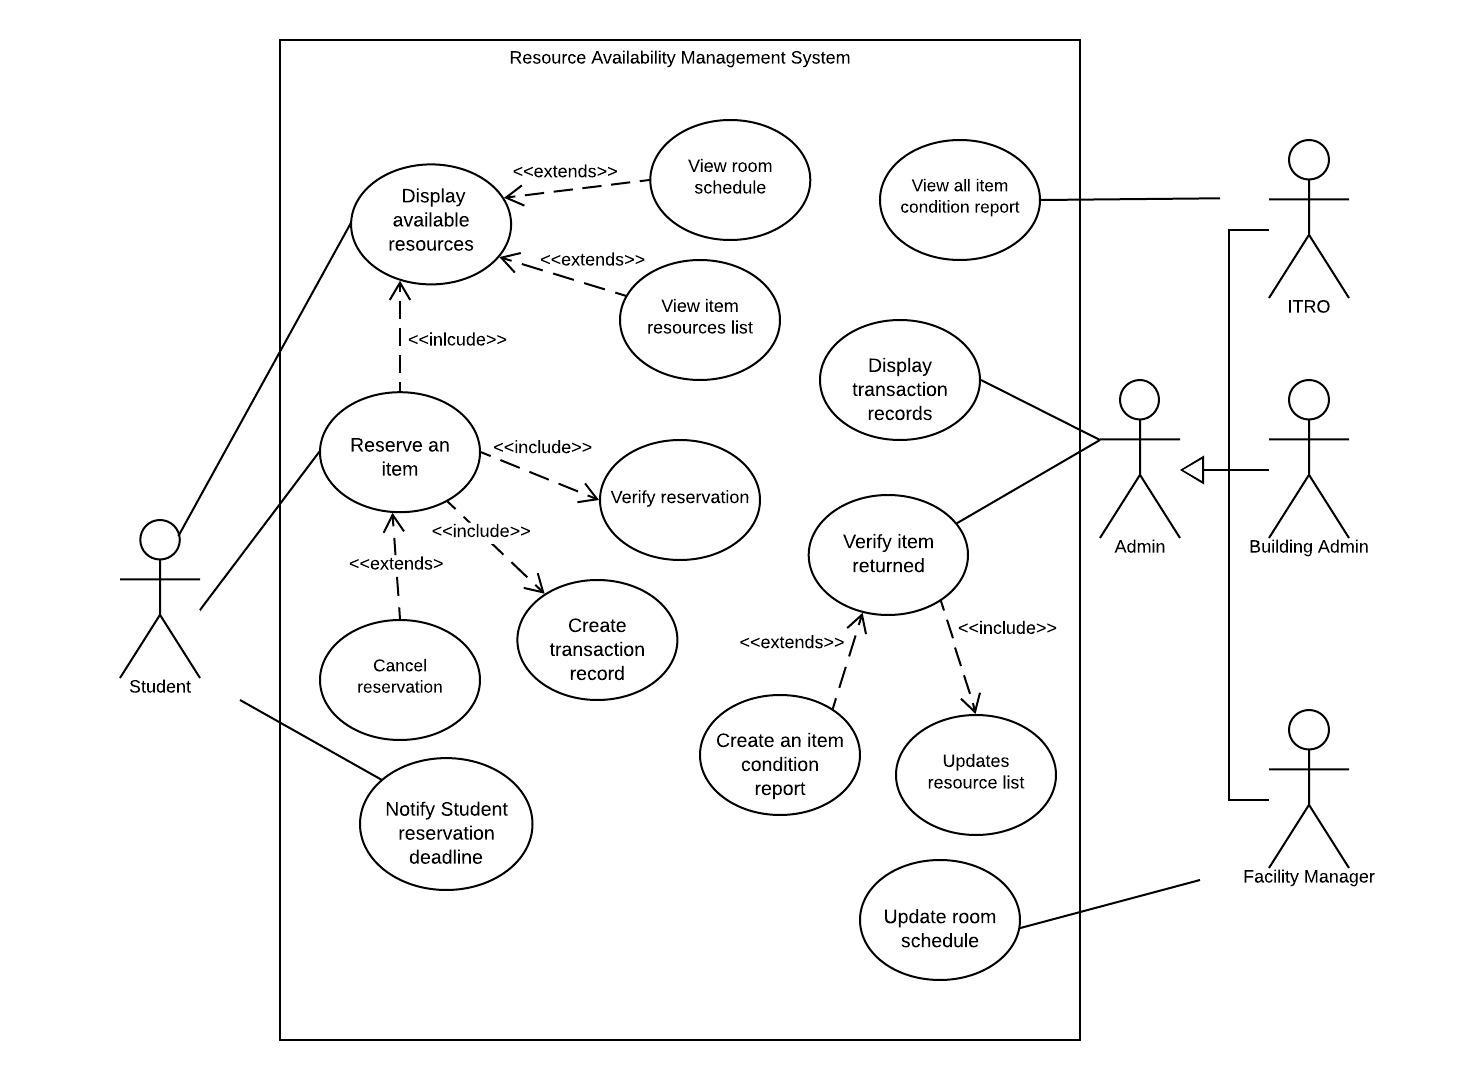 Resource Availability Management System
<<extends>>
View room
schedule
Display
available
resources
View all item
condition report
<<extends>>
View item
resources list
ITRO
<<inlcude>>
Display
transaction
records
Reserve an
item
<<include>>
Verify reservation
<<include>>
<<extends>
Verify item
returned
Admin
Building Admin
Create
transaction
record
<<extends>>
<<include>>
Cancel
reservation
Student
Create an item
condition
report
Updates
resource list
Notify Student
reservation
deadline
Facility Manager
Update room
schedule